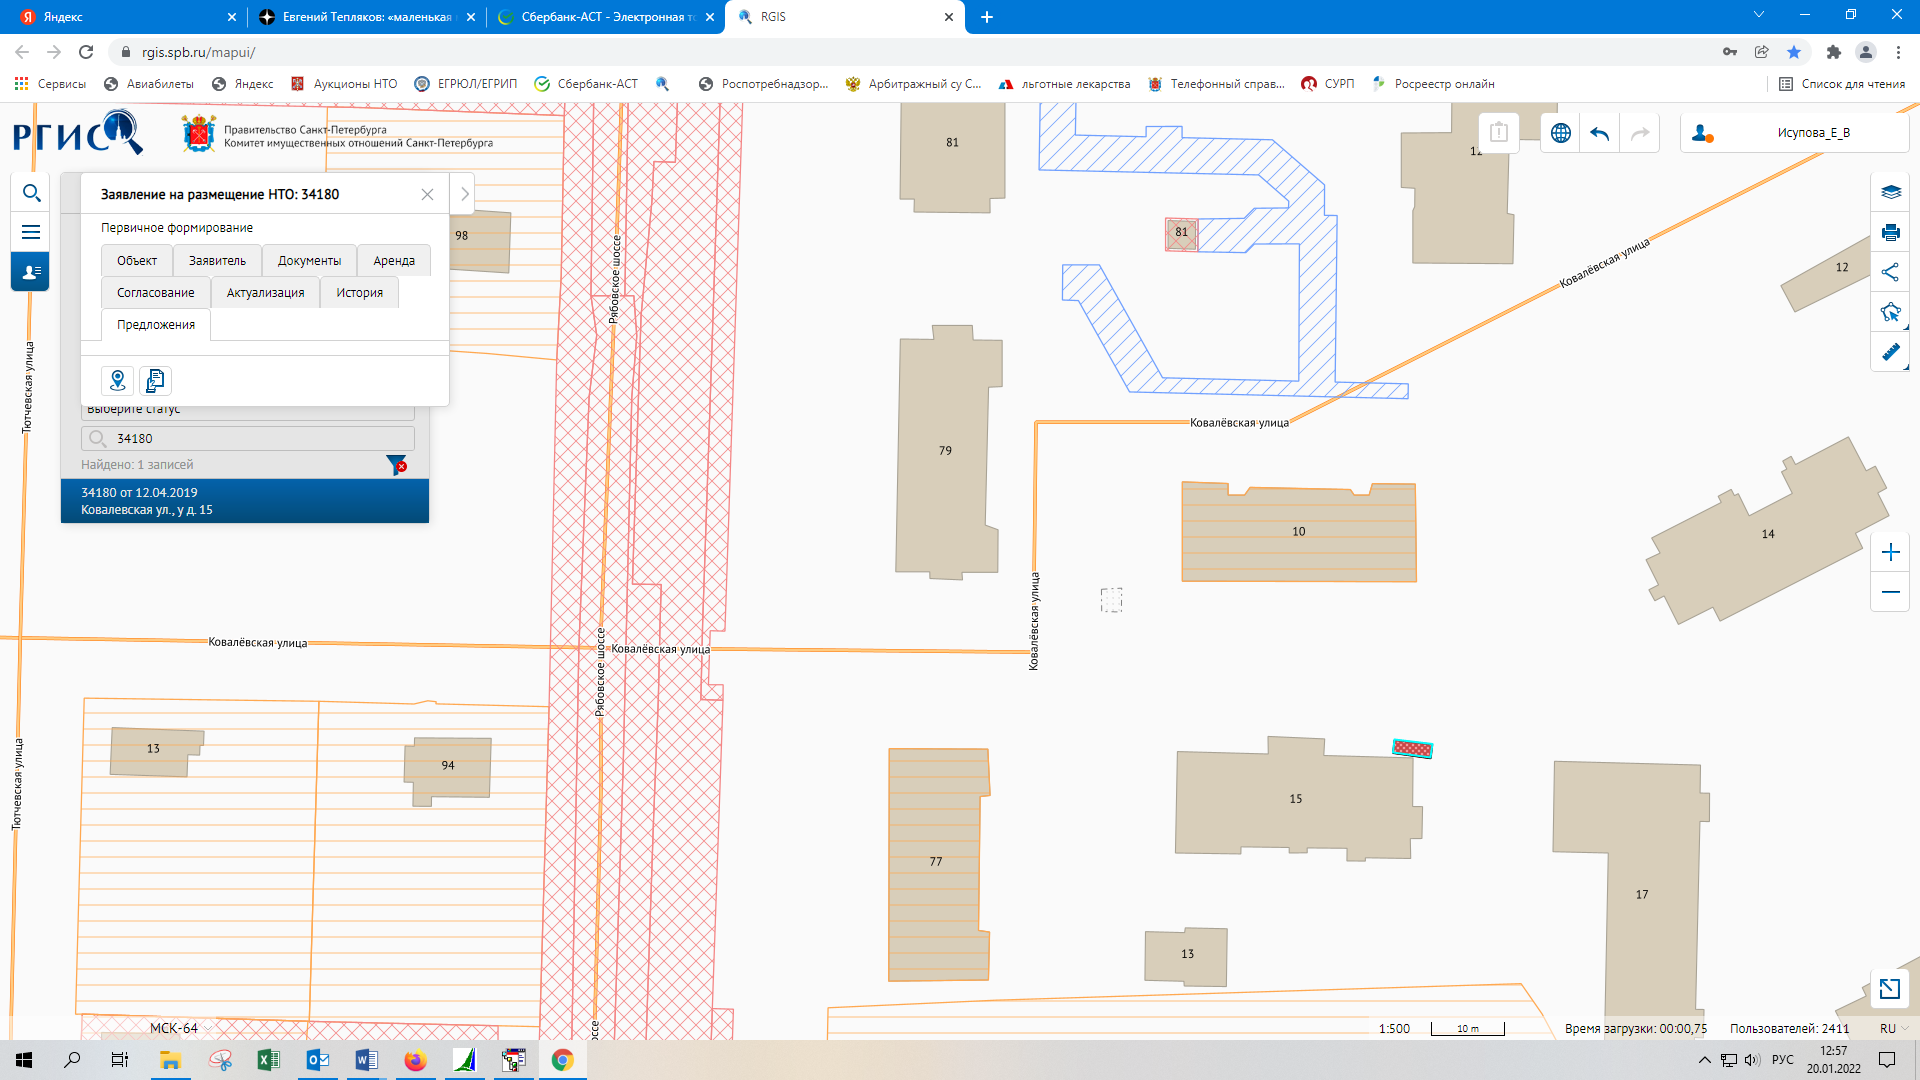 Яндекс
Евгений Тепляков: «маленькая
Сбербанк-АСТ - Электронная т
RGIS
rgis.spb.ru/mapui/
Сервисы
Авиабилеты
Яндекс
Аукционы НТО
ЕГРЮЛ/ЕГРИП
Сбербанк-АСТ
Роспотребнадзор...
Арбитражный су С...
льготные лекарства
Телефонный справ...
СУРП
Росреестр онлайн
Список для чтения
РГИС
Правительство Санкт-Петербурга
Комитет имущественных отношений Санкт-Петербурга
Исупова_Е_В
Заявление на размещение НТО: 34180
Первичное формирование
Объект
Заявитель
Документы
Аренда
Согласование
Актуализация
История
Предложения
Выберите статус
34180
Найдено: 1 записей
34180 от 12.04.2019
Ковалевская ул., у д. 15
81
81
12
12
98
79
10
14
13
94
77
15
13
17
Рябовское шоссе
Рябовское шоссе
шоссе
Тютчевская улица
Тютчевская улица
Ковалёвская улица
Ковалёвская улица
Ковалёвская улица
Ковалёвская улица
Ковалёвская улица
МСК-64
1:500
10 m
Время загрузки: 00:00,75
Пользователей: 2411
RU
РУС
12:57
20.01.2022